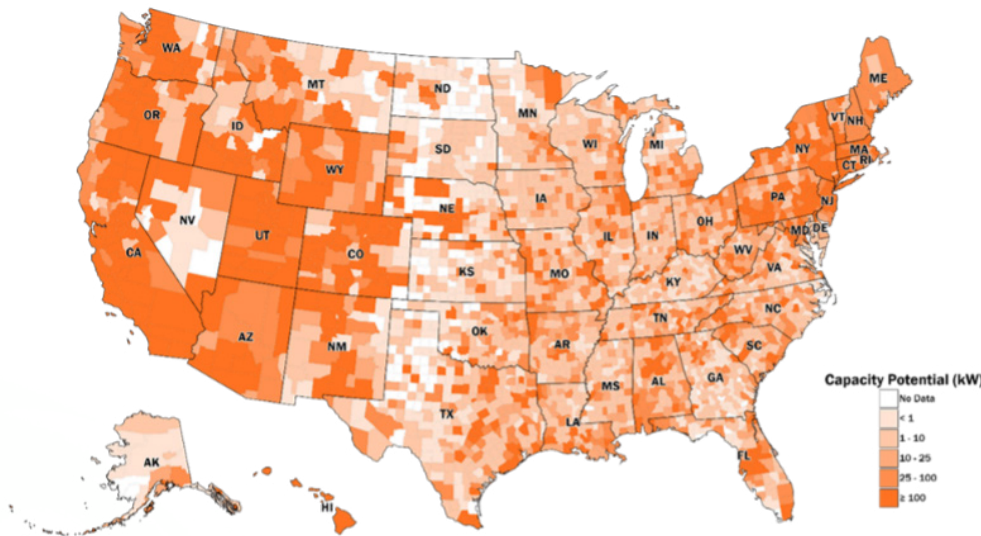 WA
MT
ND
MN
ME
OR
ID
SD
WI
MI
VT
NH
NY
MA
CT
RI
WY
IA
PA
NJ
NV
NE
IL
IN
OH
MD
DE
UT
CO
WV
CA
KS
MO
KY
VA
AZ
NM
OK
AR
TN
NC
SC
MS
AL
GA
TX
LA
FL
AK
HI
Capacity Potential (kW)
No Data
< 1
1 - 10
10 - 25
25 - 100
≥ 100